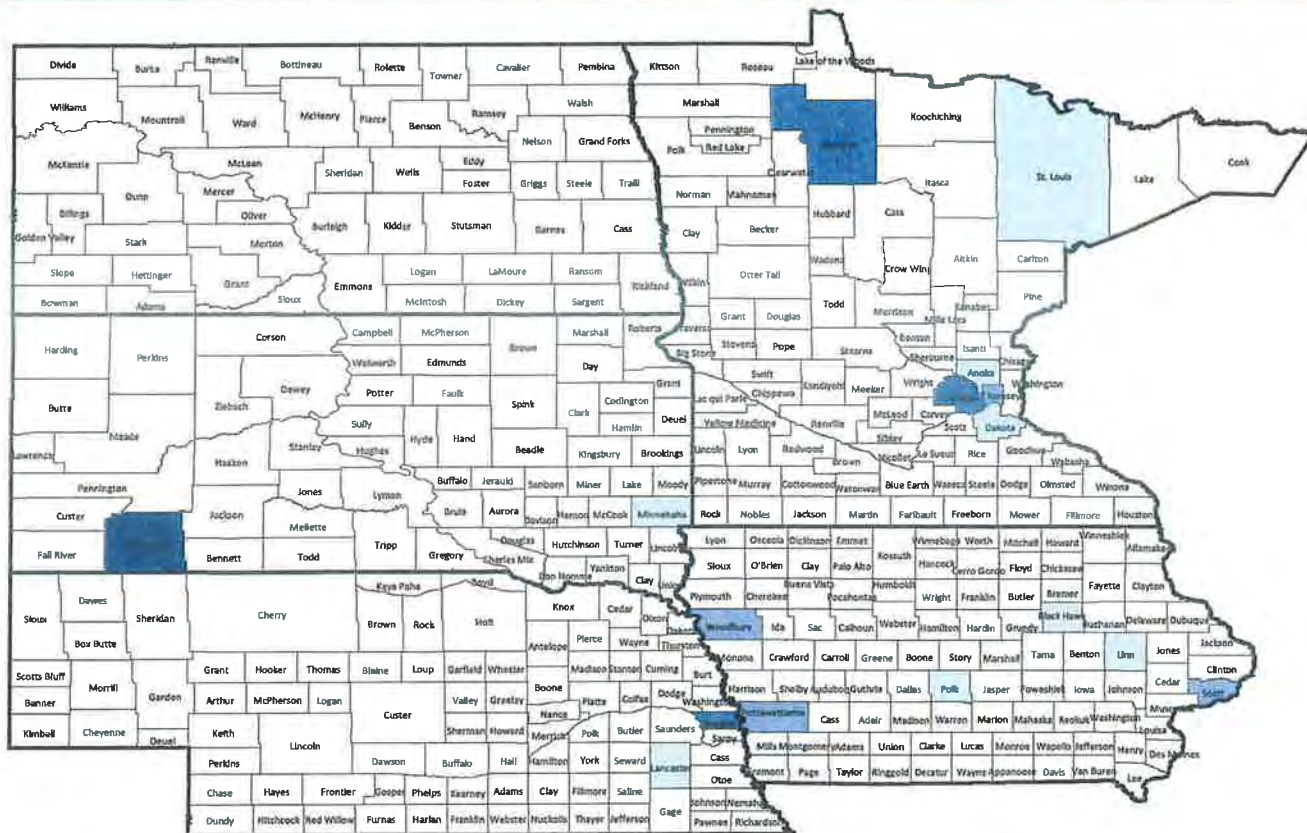 Divide Burke Renville Bottineau Rolette Towner Cavalier Pembina Kittson Roseau Lake of the Woods
Williams Mountrail Ward McHenry Pierce Benson Ramsey Walsh Marshall Koochiching
Nelson Grand Forks Pennington Red Lake Polk Clearwater Itasca St. Louis Lake Cook
McKenzie McLean Sheridan Wells Eddy Foster Griggs Steele Traill Norman Mahnomen
Dunn Mercer Oliver Billings Burleigh Kidder Stutsman Barnes Cass Clay Becker Hubbard Cass
Golden Valley Stark Morton Wadena Crow Wing Aitkin Carlton
Slope Hettinger Grant Emmons Logan LaMoure Ransom Richland Wilkin Otter Tail Pine
Bowman Adams Sioux McIntosh Dickey Sargent Todd Morrison Mille Lacs Kanabec
Harding Perkins Corson Campbell McPherson Brown Marshall Roberts Traverse Grant Douglas Benton Isanti
Walworth Edmunds Day Big Stone Stevens Pope Stearns Sherburne Chisago Anoka
Butte Ziebach Dewey Potter Faulk Spink Clark Codington Grant Swift Kandiyohi Meeker Wright Washington Ramsey
Meade Sully Hyde Hand Hamlin Deuel Lac qui Parle Chippewa McLeod Carver Scott Dakota
Lawrence Haakon Stanley Hughes Beadle Kingsbury Brookings Yellow Medicine Renville Sibley
Lincoln Lyon Redwood Brown Nicollet Le Sueur Rice Goodhue Wabasha
Pennington Jones Lyman Buffalo Jerauld Sanborn Miner Lake Moody Pipestone Murray Cottonwood Watonwan Blue Earth Waseca Steele Dodge Olmsted Winona
Custer Jackson Mellette Brule Aurora Davison Hanson McCook Minnehaha Rock Nobles Jackson Martin Faribault Freeborn Mower Fillmore Houston
Fall River Bennett Todd Tripp Gregory Douglas Charles Mix Hutchinson Turner Lincoln
Yankton Bon Homme Clay Union
Lyon Osceola Dickinson Emmet Kossuth Winnebago Worth Mitchell Howard Winneshiek Allamakee
Sioux O'Brien Clay Palo Alto Hancock Cerro Gordo Floyd Chickasaw Fayette Clayton
Plymouth Cherokee Buena Vista Pocahontas Humboldt Wright Franklin Butler Bremer
Sioux Dawes Sheridan Cherry Keya Paha Boyd Knox Cedar Dixon Dakota
Box Butte Brown Rock Holt Antelope Pierce Wayne Thurston
Woodbury Ida Sac Calhoun Webster Hamilton Hardin Grundy Black Hawk Buchanan Delaware Dubuque
Scotts Bluff Morrill Garden Grant Hooker Thomas Blaine Loup Garfield Wheeler Boone Madison Stanton Cuming Burt
Monona Crawford Carroll Greene Boone Story Marshall Tama Benton Linn Jones Jackson
Banner Arthur McPherson Logan Custer Valley Greeley Nance Platte Colfax Dodge Washington
Harrison Shelby Audubon Guthrie Dallas Polk Jasper Poweshiek Iowa Johnson Cedar Clinton Scott
Kimball Cheyenne Deuel Keith Lincoln Sherman Howard Merrick Polk Butler Saunders Sarpy
Pottawattamie Cass Adair Madison Warren Marion Mahaska Keokuk Washington Louisa
Perkins Dawson Buffalo Hall Hamilton York Seward Lancaster Cass Otoe
Mills Montgomery Adams Union Clarke Lucas Monroe Wapello Jefferson Henry Des Moines
Chase Hayes Frontier Gosper Phelps Kearney Adams Clay Fillmore Saline Gage Johnson Nemaha
Page Taylor Ringgold Decatur Wayne Appanoose Davis Van Buren Lee
Dundy Hitchcock Red Willow Furnas Harlan Franklin Webster Nuckolls Thayer Jefferson Pawnee Richardson